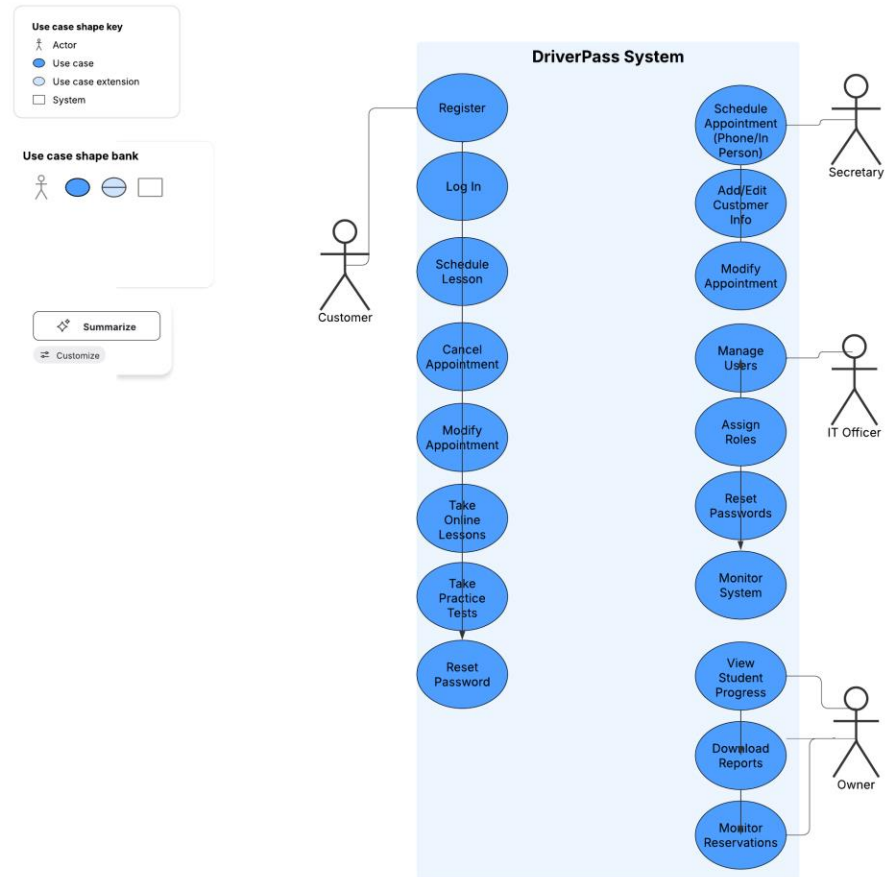 Use case shape key
Actor
Use case
Use case extension
System
Use case shape bank
Summarize
Customize
DriverPass System
Register
Log In
Schedule
Lesson
Cancel
Appointment
Modify
Appointment
Take
Online
Lessons
Take
Practice
Tests
Reset
Password
Customer
Schedule
Appointment
(Phone/In
Person)
Add/Edit
Customer
Info
Modify
Appointment
Secretary
Manage
Users
Assign
Roles
Reset
Passwords
Monitor
System
IT Officer
View
Student
Progress
Download
Reports
Monitor
Reservations
Owner